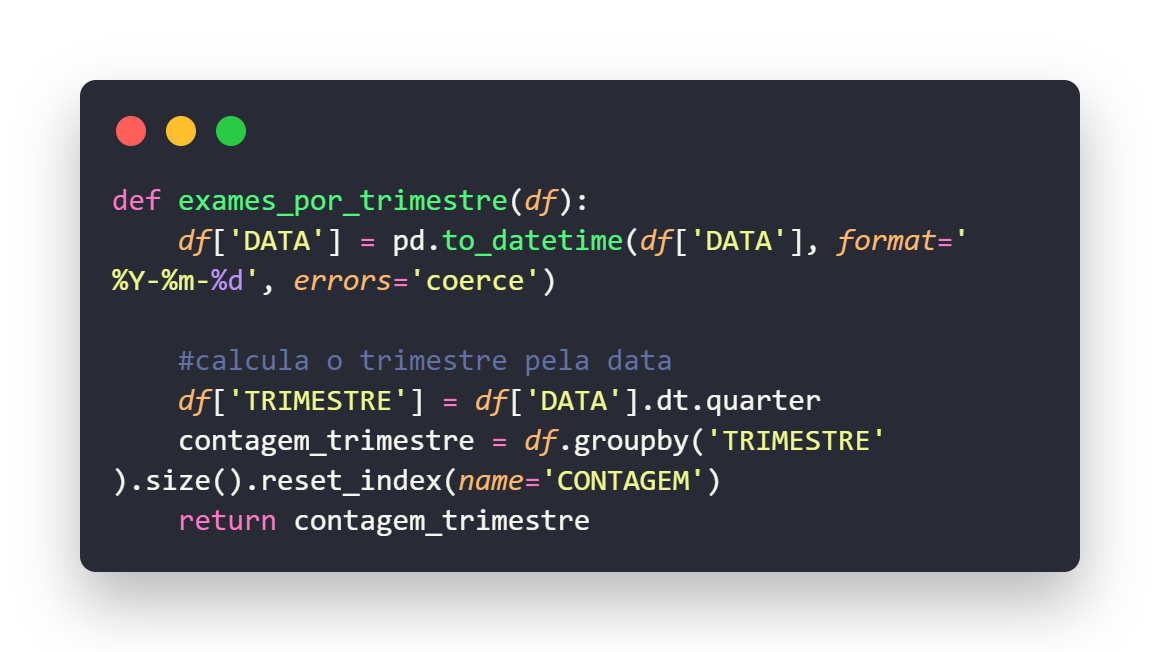 def exames_por_trimestre(df):
    df['DATA'] = pd.to_datetime(df['DATA'], format='
%Y-%m-%d', errors='coerce')
    #calcula o trimestre pela data
    df['TRIMESTRE'] = df['DATA'].dt.quarter
    contagem_trimestre = df.groupby('TRIMESTRE'
).size().reset_index(name='CONTAGEM')
    return contagem_trimestre